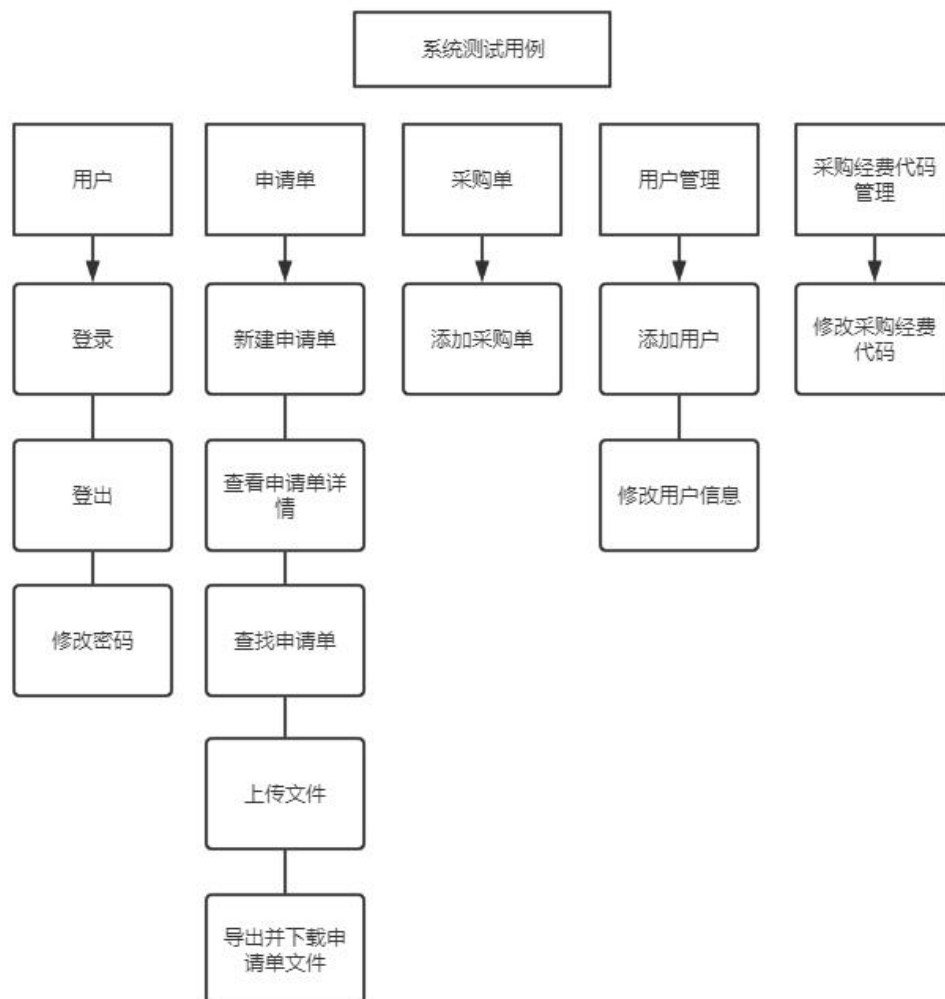 系统测试用例
用户
申请单
采购单
用户管理
采购经费代码
管理
登录
新建申请单
添加采购单
添加用户
修改采购经费
代码
登出
查看申请单详
情
修改用户信息
修改密码
查找申请单
上传文件
导出并下载申
请单文件